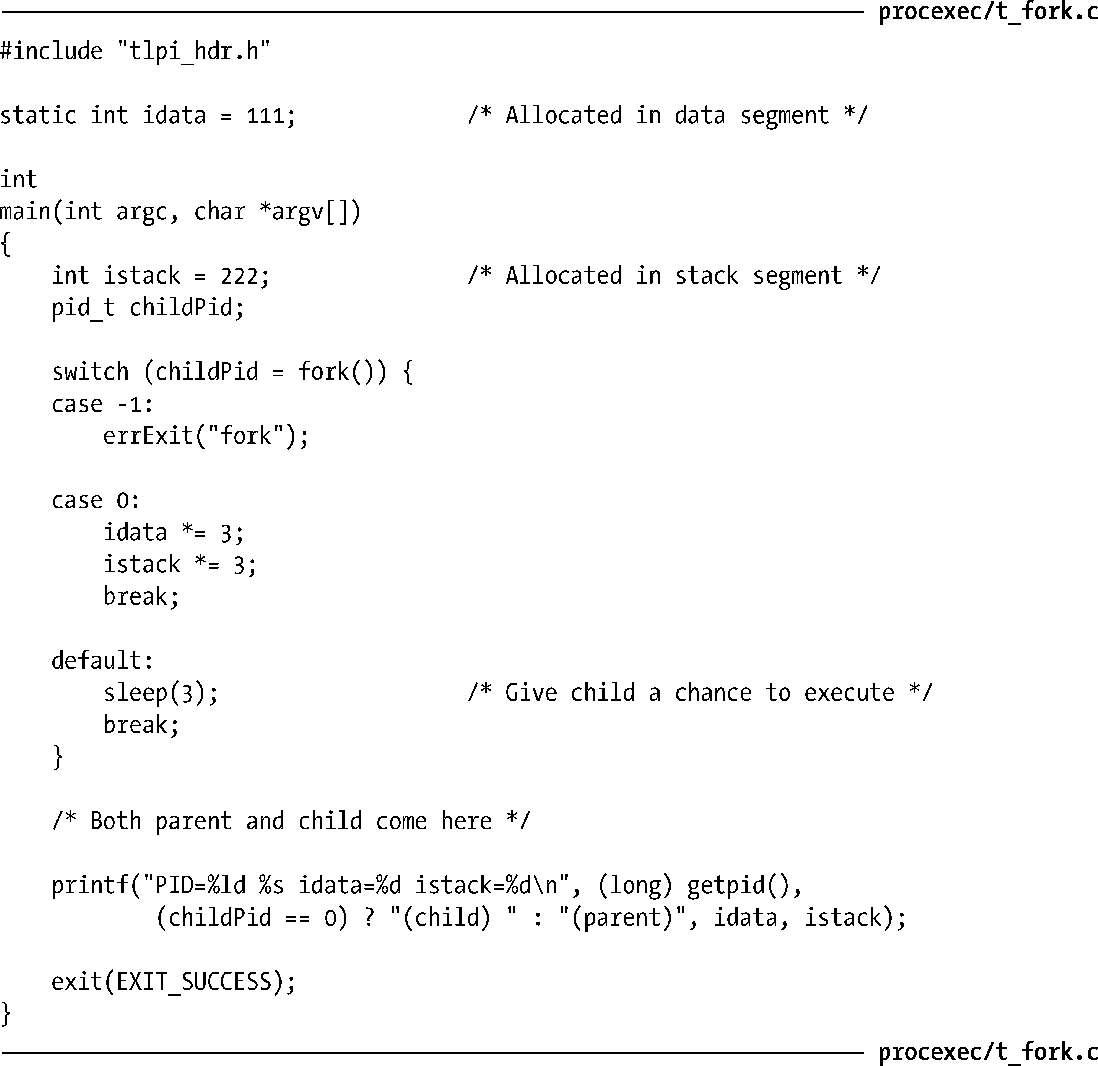 procexec/t_fork.c
#include "tlpi_hdr.h"
static int idata = 111; /* Allocated in data segment */
int
main(int argc, char *argv[])
{
int istack = 222; /* Allocated in stack segment */
pid_t childPid;
switch (childPid = fork()) {
case -1:
errExit("fork");
case 0:
idata *= 3;
istack *= 3;
break;
default:
sleep(3); /* Give child a chance to execute */
break;
}
/* Both parent and child come here */
printf("PID=%ld %s idata=%d istack=%d\n", (long) getpid(),
(childPid == 0) ? "(child) " : "(parent)", idata, istack);
exit(EXIT_SUCCESS);
}
procexec/t_fork.c